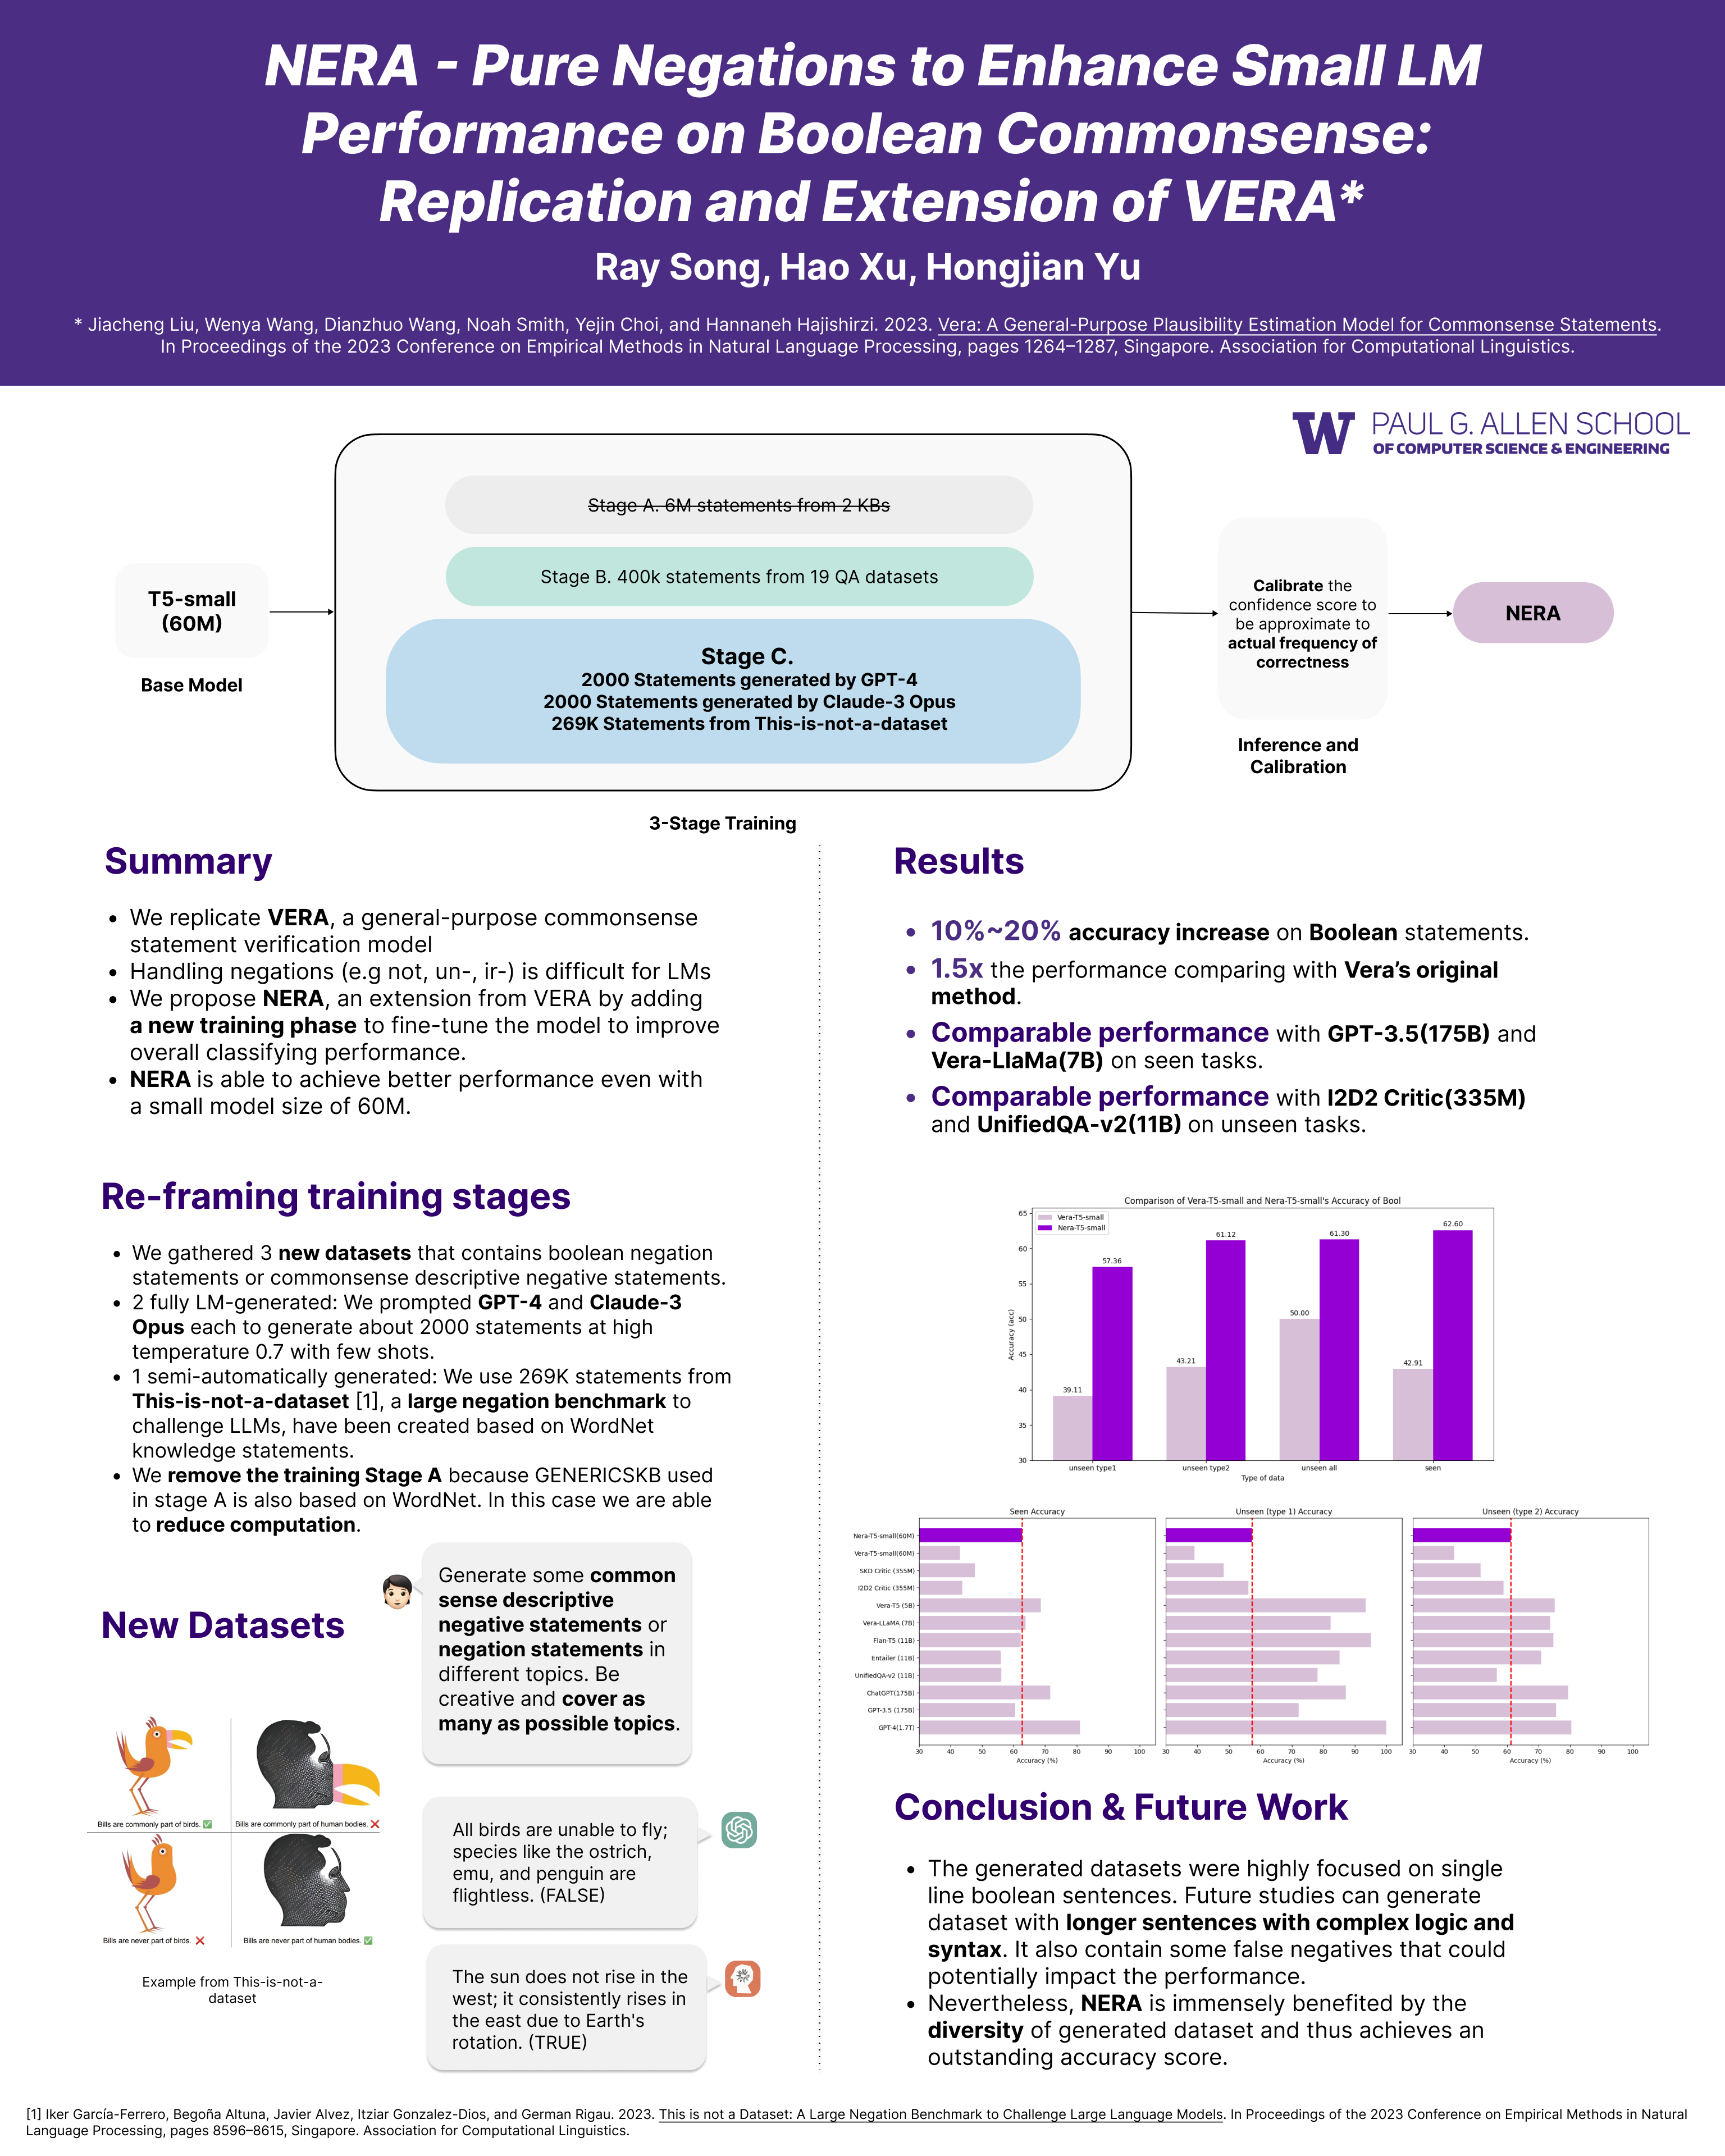 NERA - Pure Negations to Enhance Small LM
Performance on Boolean Commonsense:
Replication and Extension of VERA*
Ray Song, Hao Xu, Hongjian Yu
* Jiacheng Liu, Wenya Wang, Dianzhuo Wang, Noah Smith, Yejin Choi, and Hannaneh Hajishirzi. 2023. Vera: A General-Purpose Plausibility Estimation Model for Commonsense Statements.
In Proceedings of the 2023 Conference on Empirical Methods in Natural Language Processing, pages 1264–1287, Singapore. Association for Computational Linguistics.
W PAUL G. ALLEN SCHOOL
OF COMPUTER SCIENCE & ENGINEERING
T5-small
(60M)
Base Model
Stage A. 6M statements from 2 KBs
Stage B. 400k statements from 19 QA datasets
Stage C.
2000 Statements generated by GPT-4
2000 Statements generated by Claude-3 Opus
269K Statements from This-is-not-a-dataset
3-Stage Training
Calibrate the
confidence score to
be approximate to
actual frequency of
correctness
Inference and
Calibration
NERA
Summary
• We replicate VERA, a general-purpose commonsense
statement verification model
• Handling negations (e.g not, un-, ir-) is difficult for LMs
• We propose NERA, an extension from VERA by adding
a new training phase to fine-tune the model to improve
overall classifying performance.
• NERA is able to achieve better performance even with
a small model size of 60M.
Re-framing training stages
• We gathered 3 new datasets that contains boolean negation
statements or commonsense descriptive negative statements.
• 2 fully LM-generated: We prompted GPT-4 and Claude-3
Opus each to generate about 2000 statements at high
temperature 0.7 with few shots.
• 1 semi-automatically generated: We use 269K statements from
This-is-not-a-dataset [1], a large negation benchmark to
challenge LLMs, have been created based on WordNet
knowledge statements.
• We remove the training Stage A because GENERICSKB used
in stage A is also based on WordNet. In this case we are able
to reduce computation.
New Datasets
Generate some common
sense descriptive
negative statements or
negation statements in
different topics. Be
creative and cover as
many as possible topics.
Bills are commonly part of birds. ✅
Bills are commonly part of human bodies. ❌
Bills are never part of birds. ❌
Bills are never part of human bodies. ✅
Example from This-is-not-a-
dataset
All birds are unable to fly;
species like the ostrich,
emu, and penguin are
flightless. (FALSE)
The sun does not rise in the
west; it consistently rises in
the east due to Earth's
rotation. (TRUE)
Results
• 10%~20% accuracy increase on Boolean statements.
• 1.5x the performance comparing with Vera's original
method.
• Comparable performance with GPT-3.5(175B) and
Vera-LlaMa(7B) on seen tasks.
• Comparable performance with I2D2 Critic(335M)
and UnifiedQA-v2(11B) on unseen tasks.
Comparison of Vera-T5-small and Nera-T5-small's Accuracy of Bool
Vera-T5-small
Nera-T5-small
Accuracy (acc)
65
60
55
50
45
40
35
30
39.11
57.36
43.21
61.12
50.00
61.30
42.91
62.60
unseen type1
unseen type2
unseen all
seen
Type of data
Seen Accuracy
Unseen (type 1) Accuracy
Unseen (type 2) Accuracy
Nera-T5-small(60M)
Vera-T5-small(60M)
SKD Critic (355M)
I2D2 Critic (355M)
Vera-T5 (5B)
Vera-LLaMA (7B)
Flan-T5 (11B)
Entailer (11B)
UnifiedQA-v2 (11B)
ChatGPT(175B)
GPT-3.5 (175B)
GPT-4(1.7T)
30 40 50 60 70 80 90 100
30 40 50 60 70 80 90 100
30 40 50 60 70 80 90 100
Accuracy (%)
Accuracy (%)
Accuracy (%)
Conclusion & Future Work
• The generated datasets were highly focused on single
line boolean sentences. Future studies can generate
dataset with longer sentences with complex logic and
syntax. It also contain some false negatives that could
potentially impact the performance.
• Nevertheless, NERA is immensely benefited by the
diversity of generated dataset and thus achieves an
outstanding accuracy score.
[1] Iker García-Ferrero, Begoña Altuna, Javier Alvez, Itziar Gonzalez-Dios, and German Rigau. 2023. This is not a Dataset: A Large Negation Benchmark to Challenge Large Language Models. In Proceedings of the 2023 Conference on Empirical Methods in Natural
Language Processing, pages 8596–8615, Singapore. Association for Computational Linguistics.